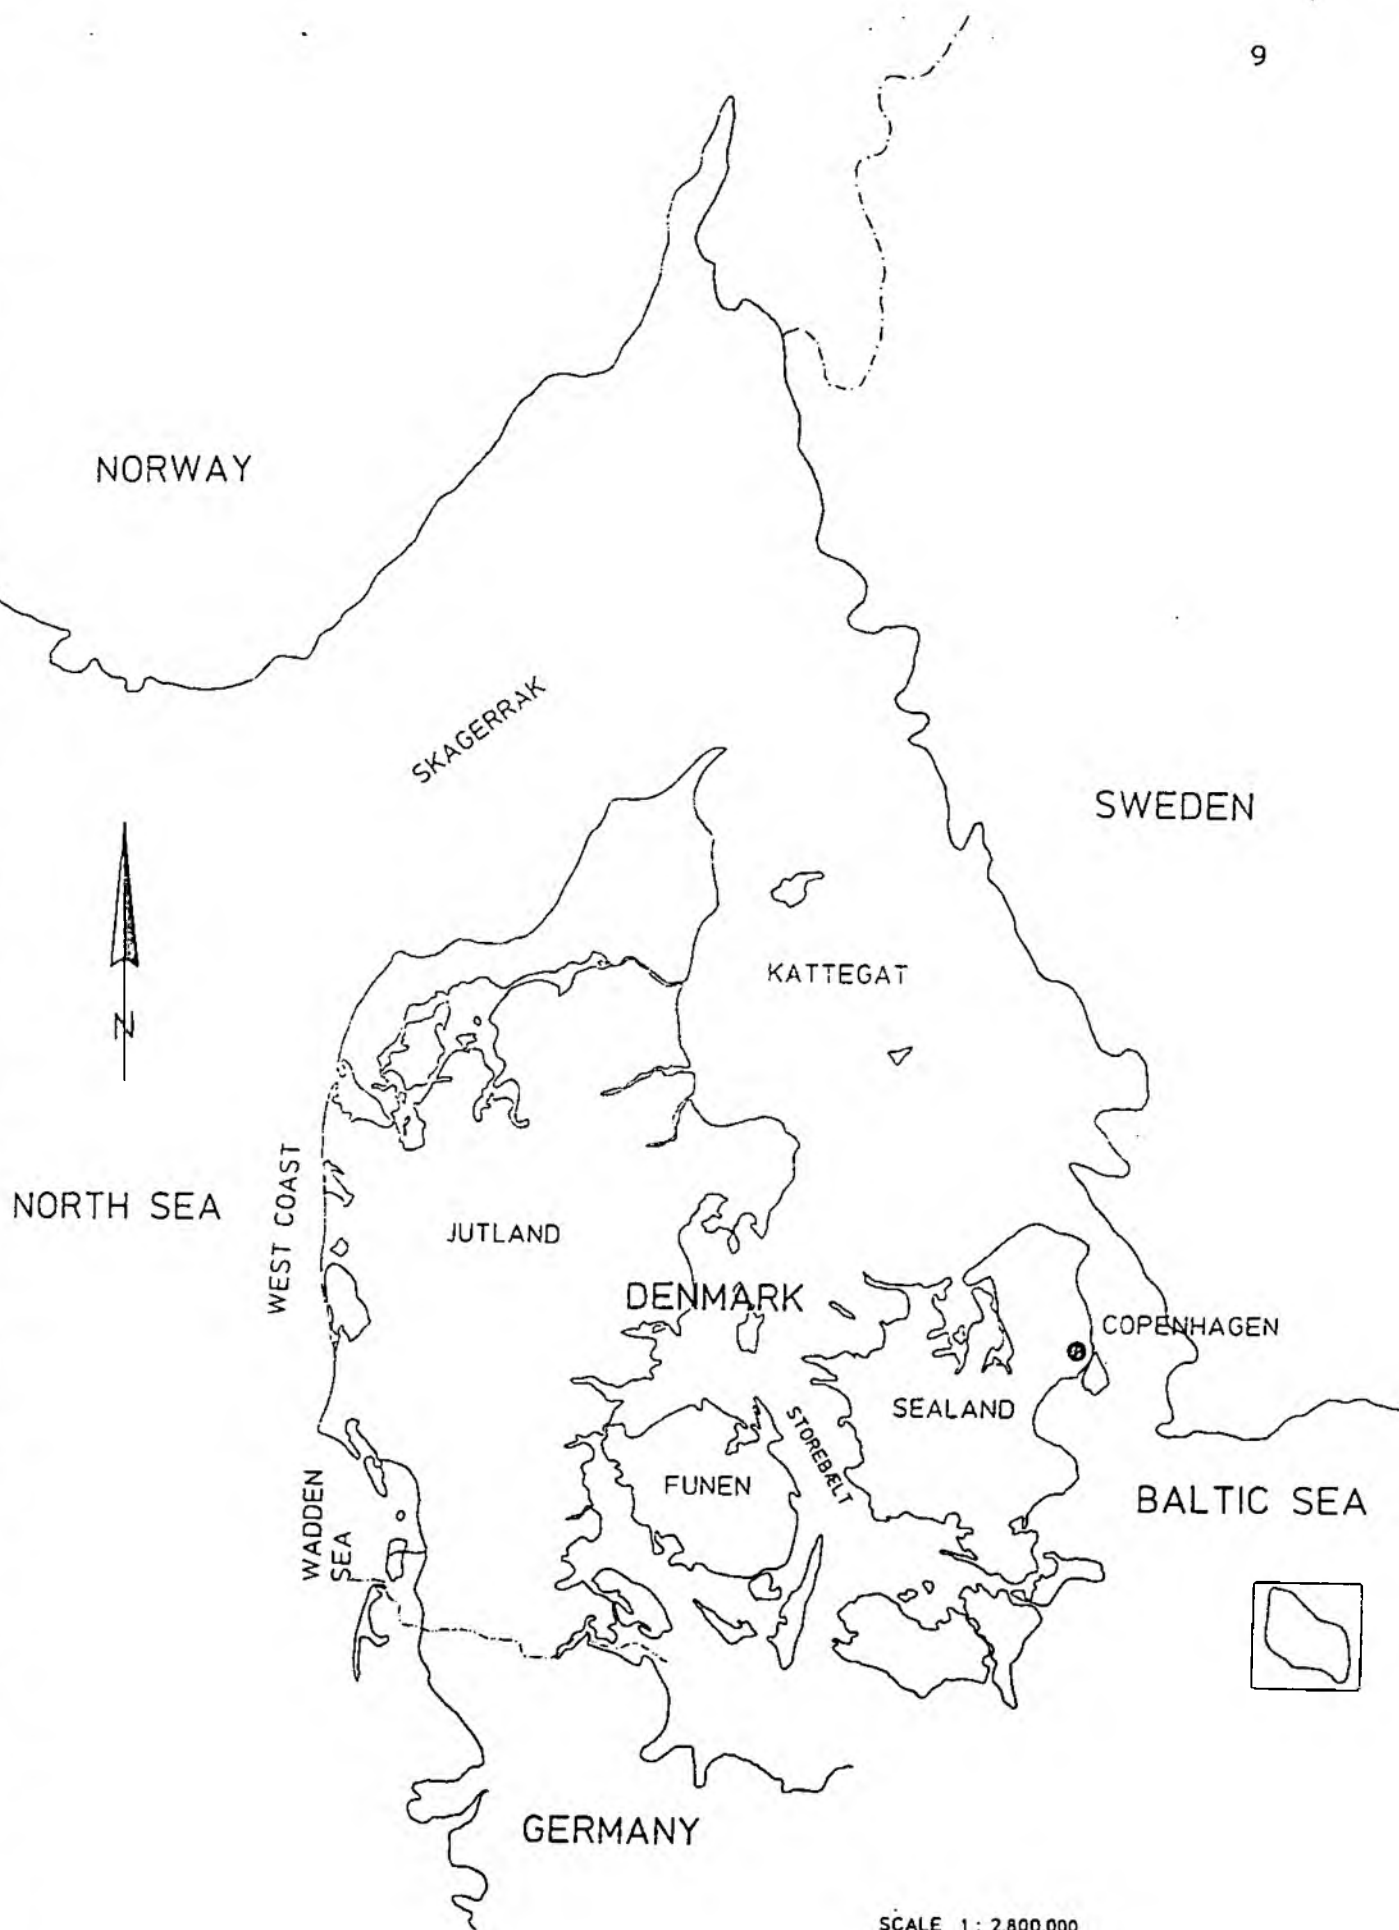 9
NORWAY
SKAGERRAK
SWEDEN
KATTEGAT
N
NORTH SEA
WEST COAST
JUTLAND
DENMARK
COPENHAGEN
SEALAND
STOREBÆLT
FUNEN
WADDEN
SEA
BALTIC SEA
GERMANY
SCALE 1 : 2.800.000